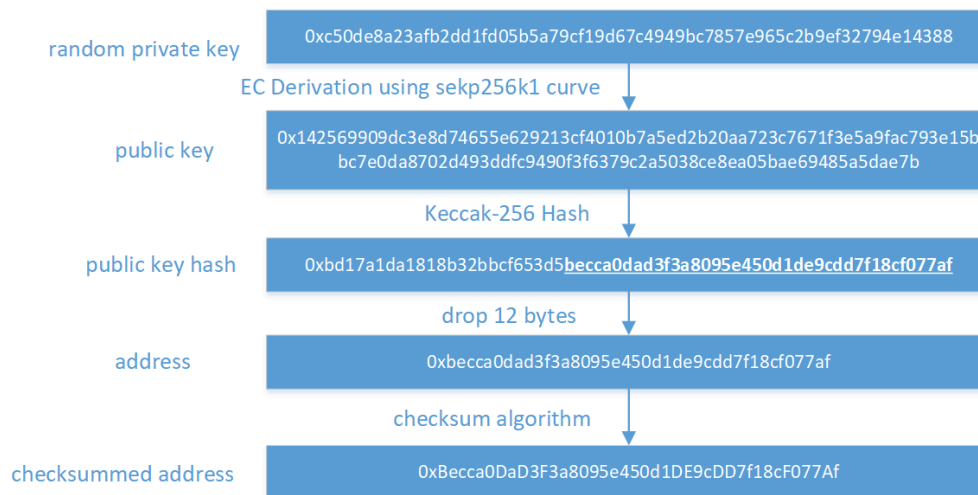 random private key
0xc50de8a23afb2dd1fd05b5a79cf19d67c4949bc7857e965c2b9ef32794e14388
EC Derivation using sekp256k1 curve
public key
0x142569909dc3e8d74655e629213cf4010b7a5ed2b20aa723c7671f3e5a9fac793e15b
bc7e0da8702d493ddfc9490f3f6379c2a5038ce8ea05bae69485a5dae7b
Keccak-256 Hash
public key hash
0xbd17a1da1818b32bbcf653d5becca0dad3f3a8095e450d1de9cdd7f18cf077af
drop 12 bytes
address
0xbecca0dad3f3a8095e450d1de9cdd7f18cf077af
checksum algorithm
checksummed address
0xBecca0DaD3F3a8095e450d1DE9cDD7f18cF077Af